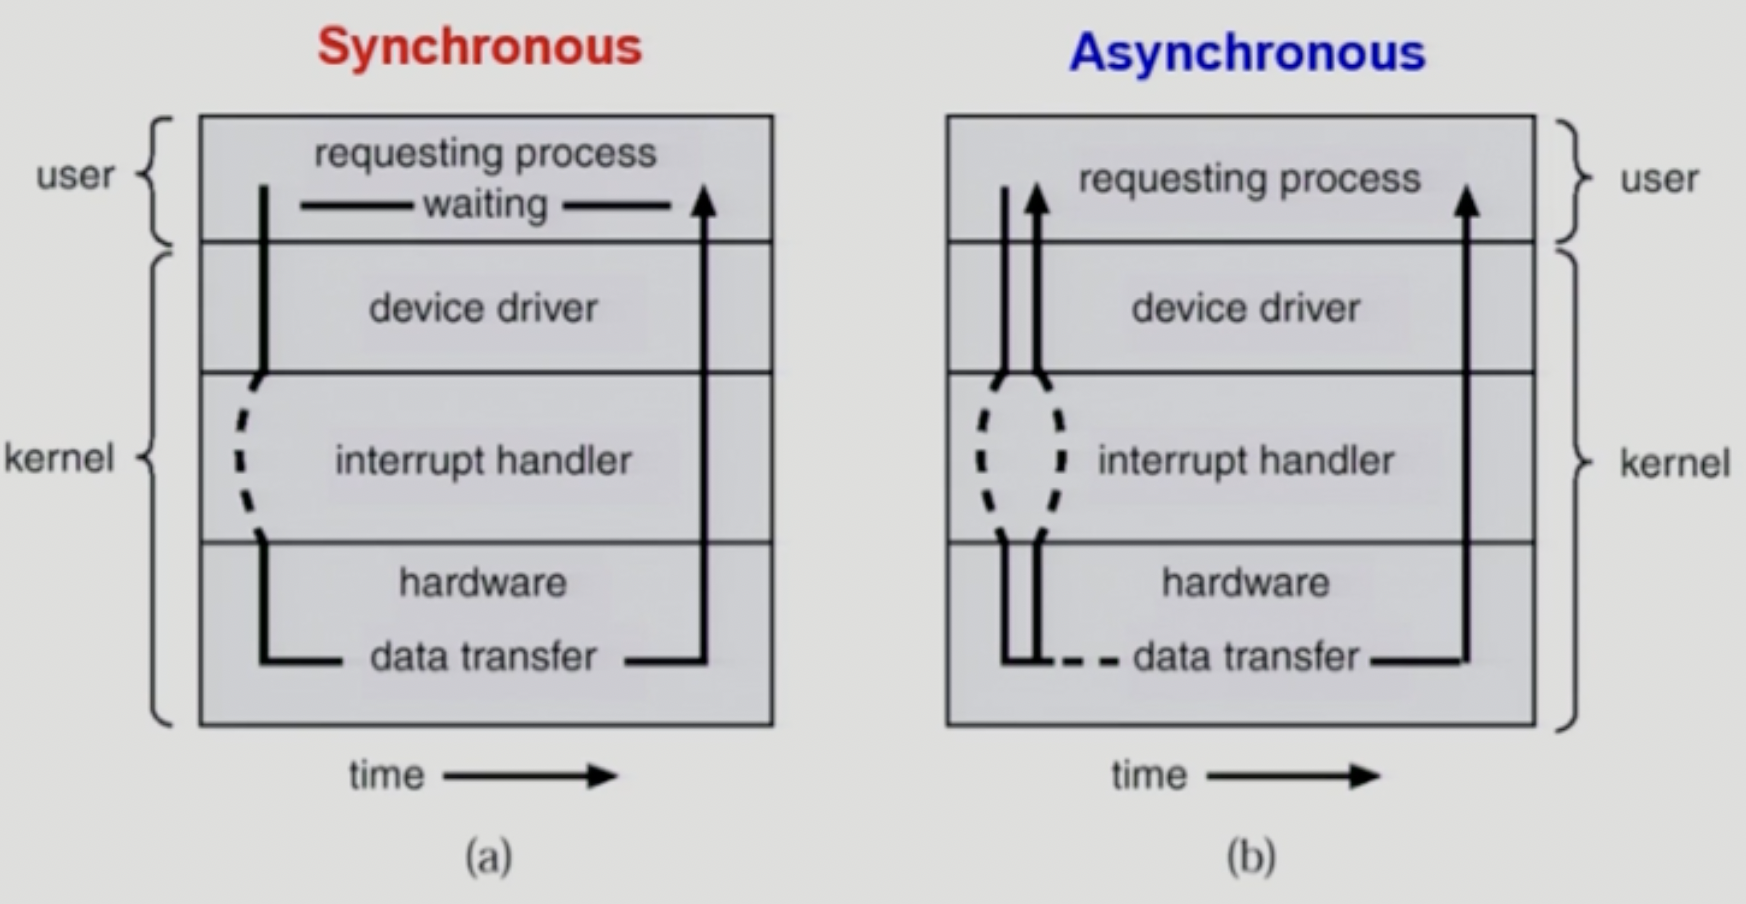 Synchronous
user
requesting process
waiting
device driver
kernel
interrupt handler
hardware
data transfer
time
(a)
Asynchronous
requesting process
user
device driver
interrupt handler
kernel
hardware
data transfer
time
(b)